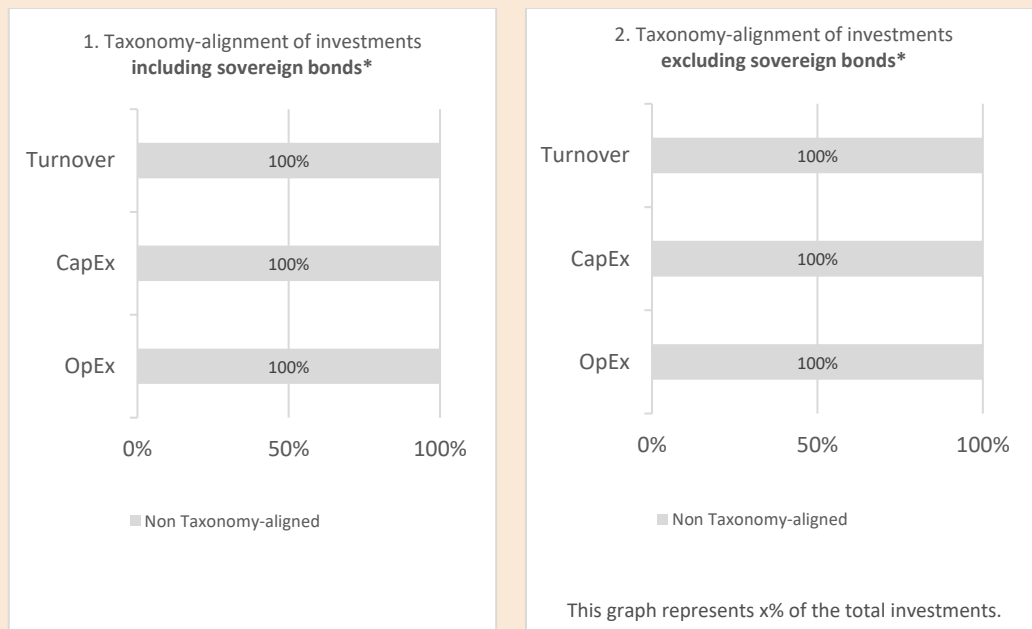 1. Taxonomy-alignment of investments
including sovereign bonds*
Turnover
100%
CapEx
100%
OpEx
100%
0%
50%
100%
Non Taxonomy-aligned
2. Taxonomy-alignment of investments
excluding sovereign bonds*
Turnover
100%
CapEx
100%
OpEx
100%
0%
50%
100%
Non Taxonomy-aligned
This graph represents x% of the total investments.